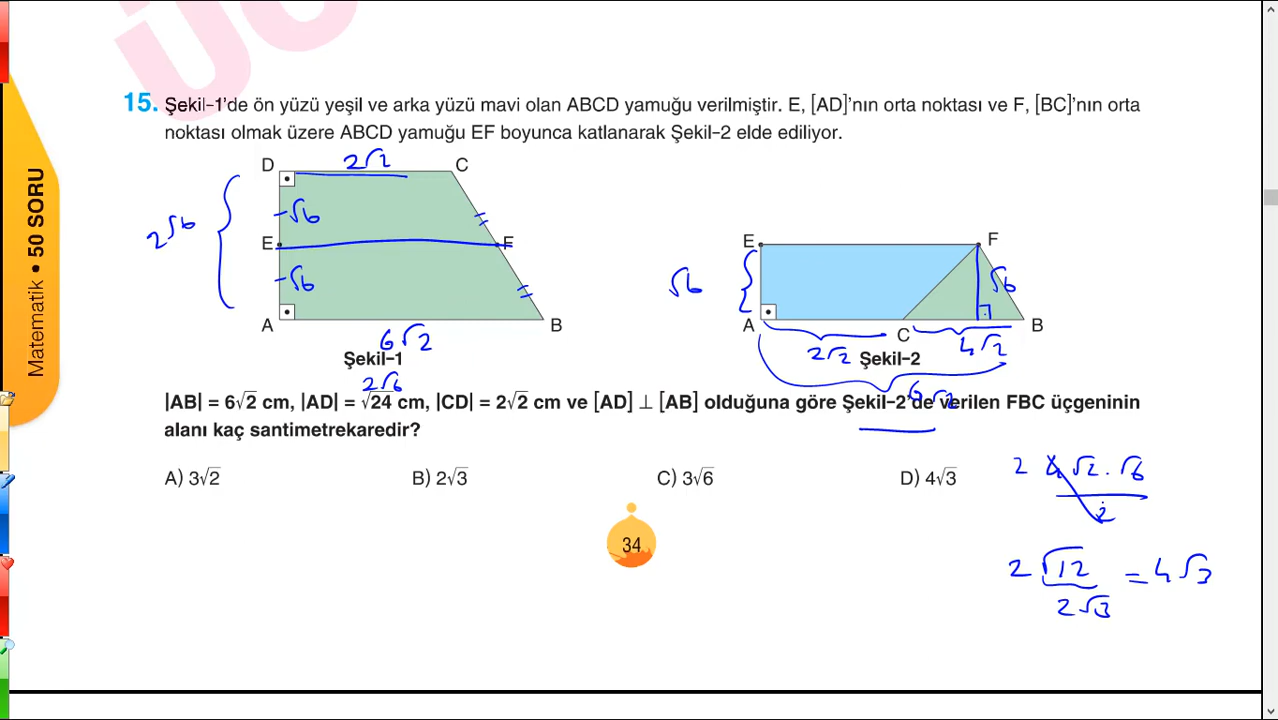 ÜÇ
Matematik • 50 SORU
15. Şekil–1'de ön yüzü yeşil ve arka yüzü mavi olan ABCD yamuğu verilmiştir. E, [AD]'nın orta noktası ve F, [BC]'nın orta
noktası olmak üzere ABCD yamuğu EF boyunca katlanarak Şekil–2 elde ediliyor.
D 2√2 C
√6
2√6
E F
√6
A B
6√2
Şekil–1
E F
√6 √6
A C B
2√2 4√2
Şekil–2
6√2
2√6
|AB| = 6√2 cm, |AD| = √24 cm, |CD| = 2√2 cm ve [AD] ⊥ [AB] olduğuna göre Şekil–2'de verilen FBC üçgeninin
alanı kaç santimetrekaredir?
A) 3√2 B) 2√3 C) 3√6 D) 4√3
2 4√2 . √6
2
2√12 = 4√3
2√3
34